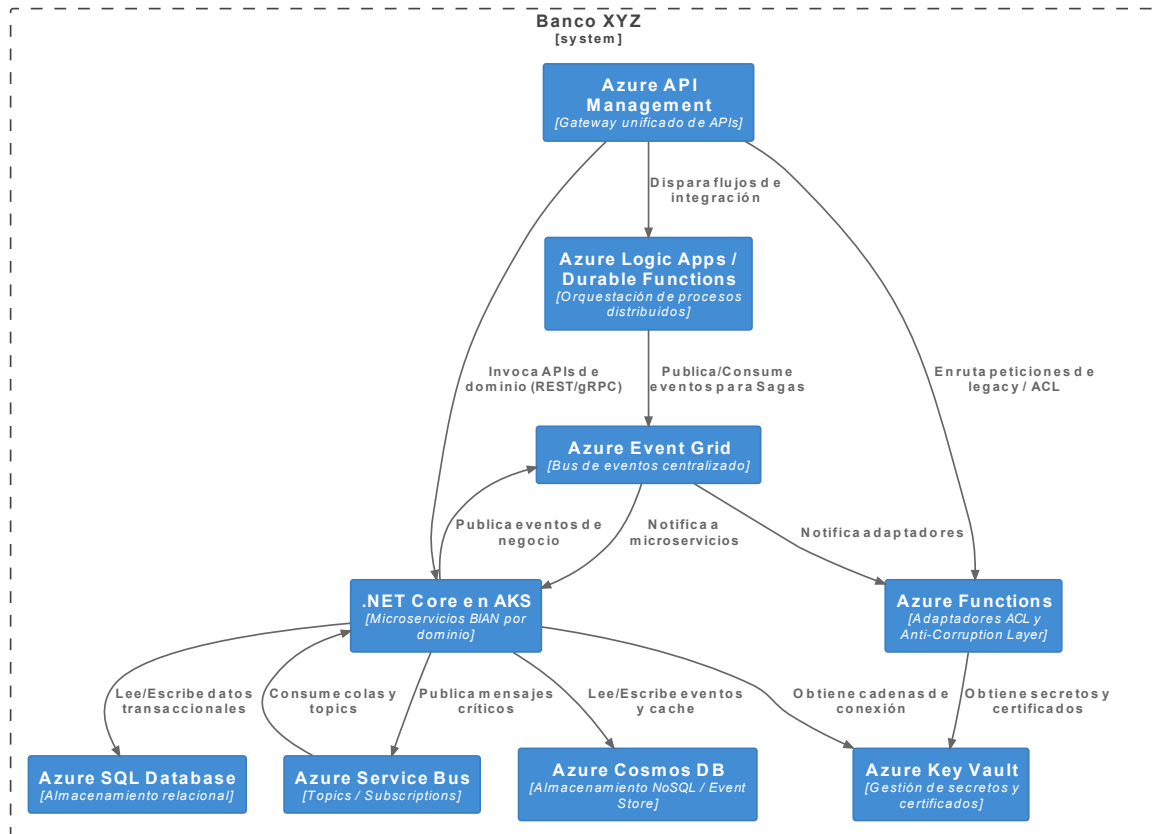 Banco XYZ
[system]
Azure API
Management
[Gateway unificado de APIs]
Dispara flujos de
integración
Azure Logic Apps /
Durable Functions
[Orquestación de procesos
distribuidos]
Invoca APIs de
dominio (REST/gRPC)
Publica/Consume
eventos para Sagas
Enruta peticiones de
legacy / ACL
Azure Event Grid
[Bus de eventos centralizado]
Publica eventos de
negocio
Notifica a
microservicios
Notifica adaptadores
.NET Core en AKS
[Microservicios BIAN por
dominio]
Azure Functions
[Adaptadores ACL y
Anti-Corruption Layer]
Lee/Escribe datos
transaccionales
Consume colas y
topics
Publica mensajes
críticos
Lee/Escribe eventos
y cache
Obtiene cadenas de
conexión
Obtiene secretos y
certificados
Azure SQL Database
[Almacenamiento relacional]
Azure Service Bus
[Topics / Subscriptions]
Azure Cosmos DB
[Almacenamiento NoSQL / Event
Store]
Azure Key Vault
[Gestión de secretos y
certificados]